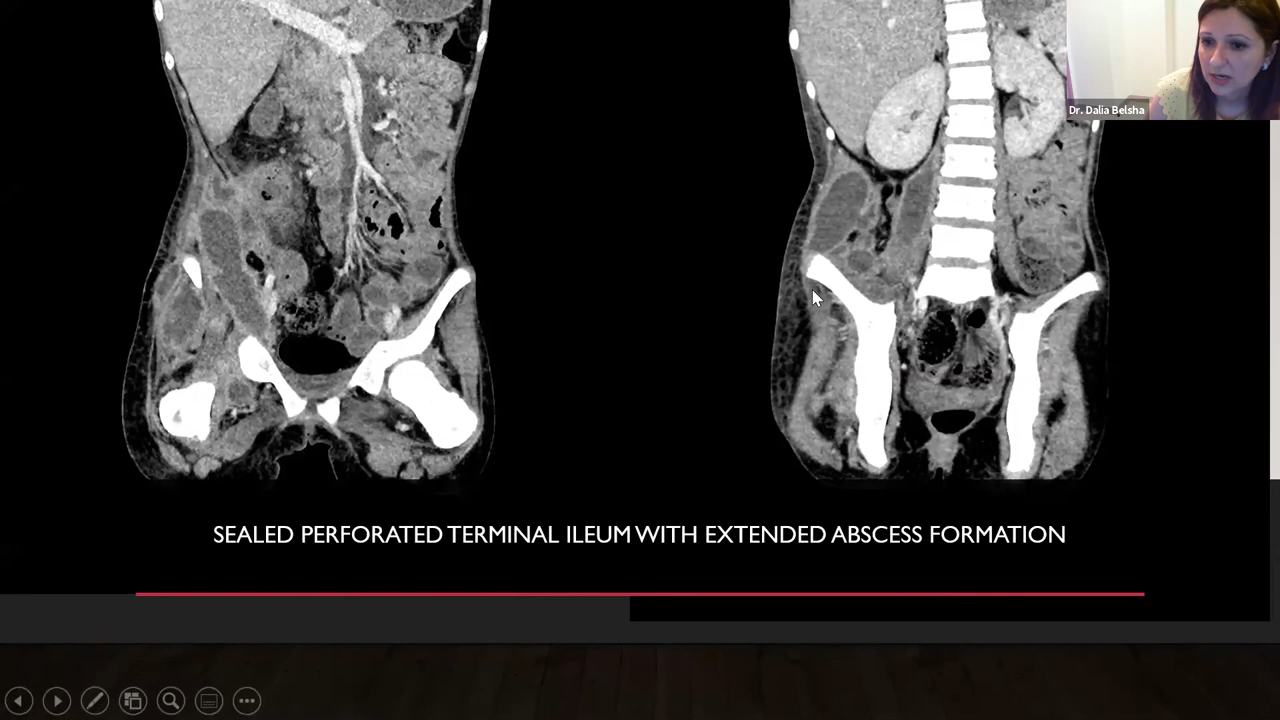 Dr. Dalia Belsha
SEALED PERFORATED TERMINAL ILEUM WITH EXTENDED ABSCESS FORMATION